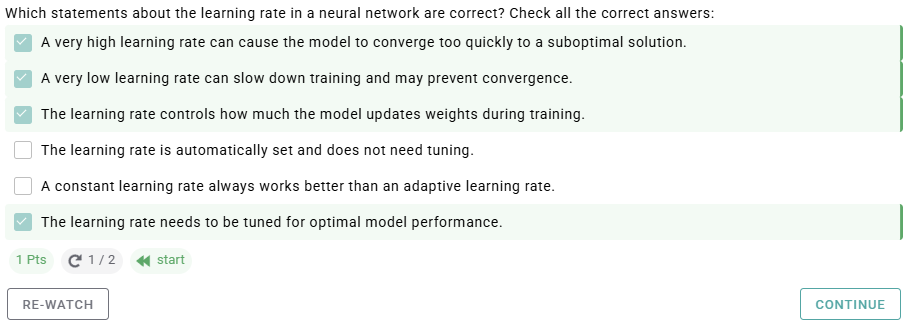 Which statements about the learning rate in a neural network are correct? Check all the correct answers:
A very high learning rate can cause the model to converge too quickly to a suboptimal solution.
A very low learning rate can slow down training and may prevent convergence.
The learning rate controls how much the model updates weights during training.
The learning rate is automatically set and does not need tuning.
A constant learning rate always works better than an adaptive learning rate.
The learning rate needs to be tuned for optimal model performance.
1 Pts 1 / 2 start
RE-WATCH CONTINUE